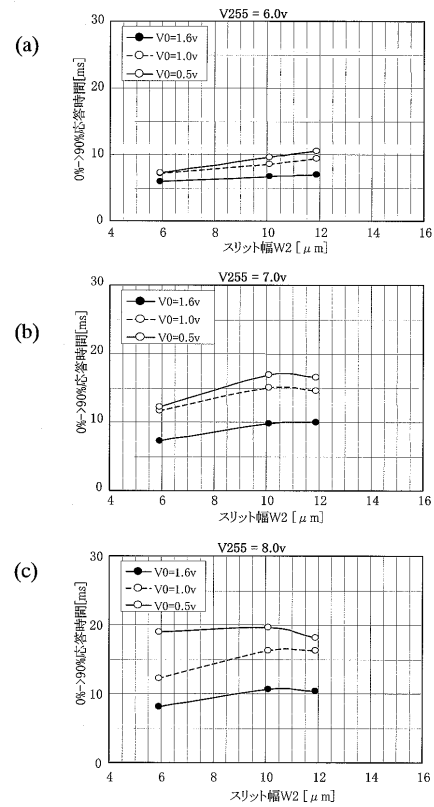 (a)
V255 = 6.0v
30
20
10
0
0%->90%応答時間[ms]
V0=1.6v
V0=1.0v
V0=0.5v
4 6 8 10 12 14 16
スリット幅W2 [ μm ]
(b)
V255 = 7.0v
30
20
10
0
0%->90%応答時間[ms]
V0=1.6v
V0=1.0v
V0=0.5v
4 6 8 10 12 14 16
スリット幅W2 [ μm ]
(c)
V255 = 8.0v
30
20
10
0
0%->90%応答時間[ms]
V0=1.6v
V0=1.0v
V0=0.5v
4 6 8 10 12 14 16
スリット幅W2 [ μm ]